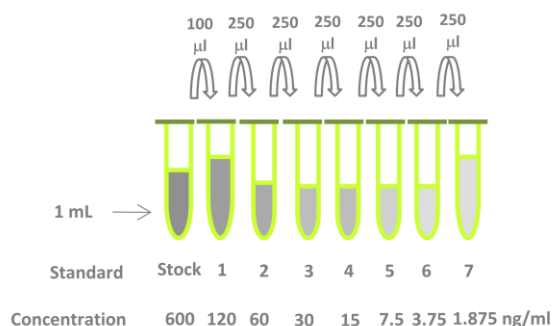 100 250 250 250 250 250 250
µl µl µl µl µl µl µl
1 mL
Standard Stock 1 2 3 4 5 6 7
Concentration 600 120 60 30 15 7.5 3.75 1.875 ng/ml